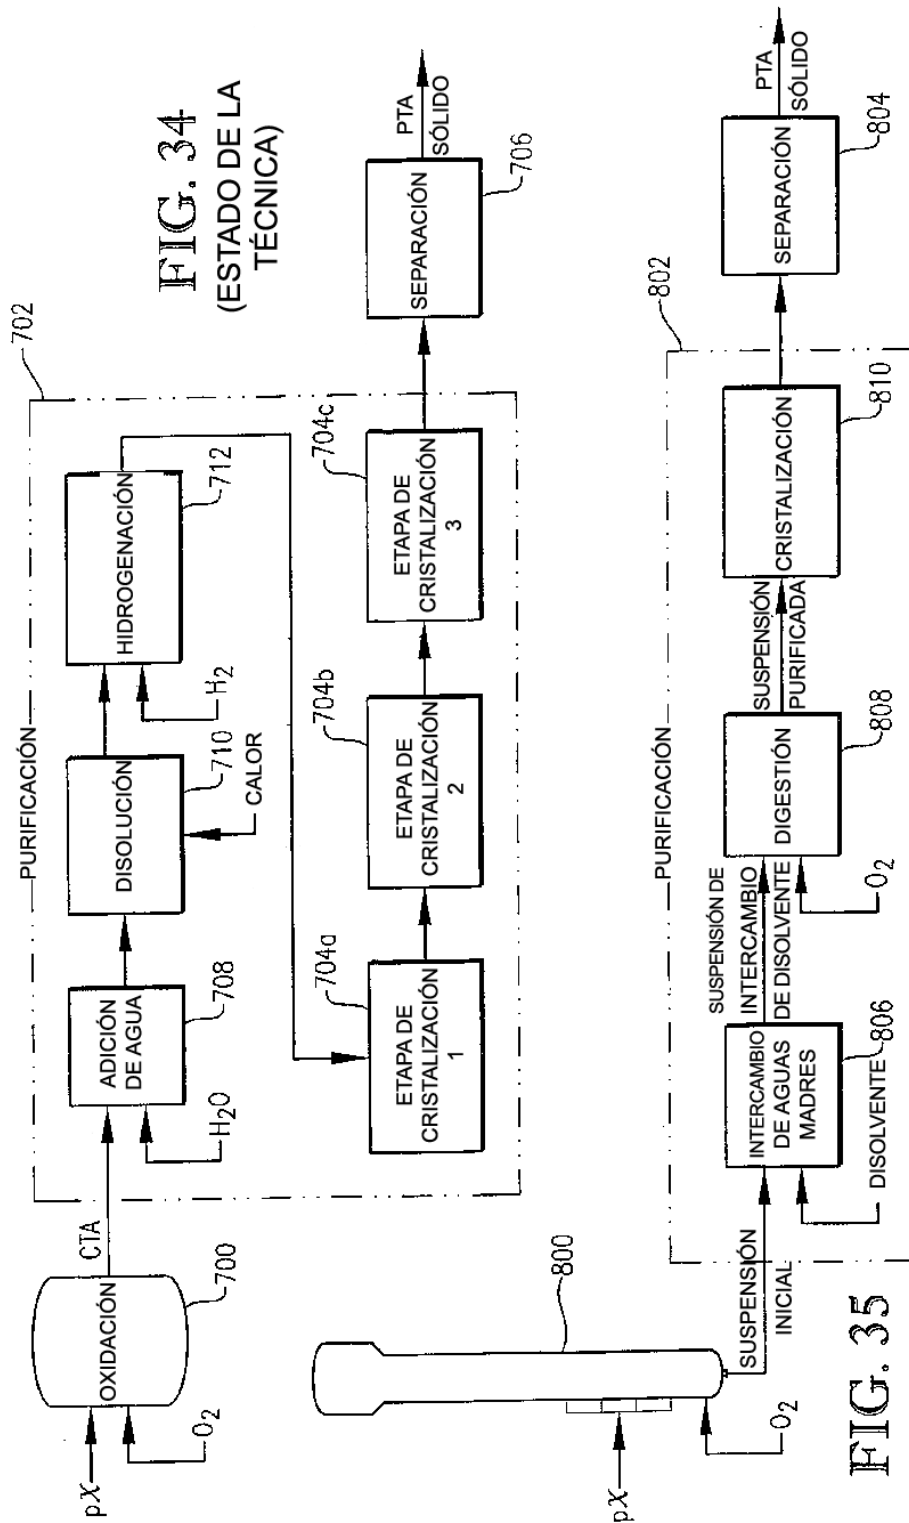 FIG. 34
(ESTADO DE LA
TÉCNICA)
pX
O2
OXIDACIÓN
700
CTA
H2O
ADICIÓN
DE AGUA
708
PURIFICACIÓN
702
DISOLUCIÓN
710
CALOR
HIDROGENACIÓN
712
H2
ETAPA DE
CRISTALIZACIÓN
1
704a
ETAPA DE
CRISTALIZACIÓN
2
704b
ETAPA DE
CRISTALIZACIÓN
3
704c
SEPARACIÓN
706
PTA
SÓLIDO
FIG. 35
pX
O2
800
SUSPENSIÓN
INICIAL
INTERCAMBIO
DE AGUAS
MADRES
806
DISOLVENTE
PURIFICACIÓN
802
SUSPENSIÓN DE
INTERCAMBIO
DE DISOLVENTE
DIGESTIÓN
808
O2
SUSPENSIÓN
PURIFICADA
CRISTALIZACIÓN
810
SEPARACIÓN
804
PTA
SÓLIDO